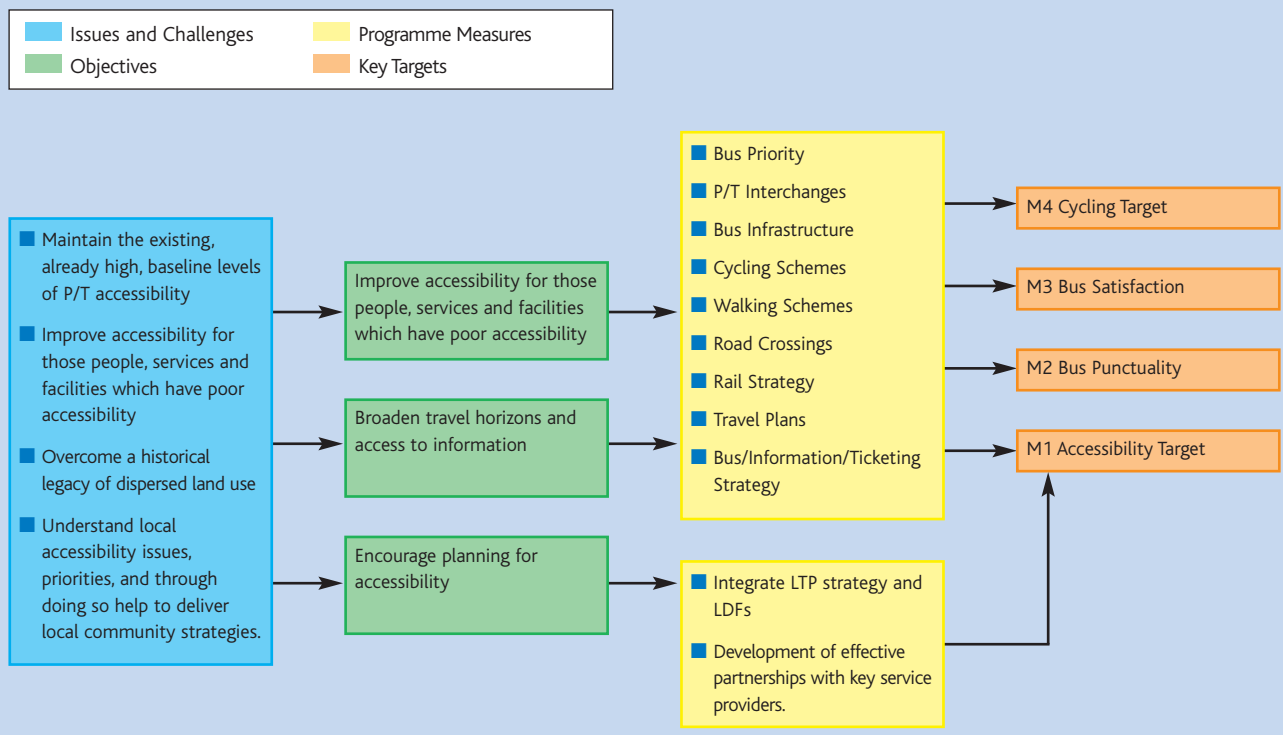 Issues and Challenges
Programme Measures
Objectives
Key Targets
Maintain the existing,
already high, baseline levels
of P/T accessibility
Improve accessibility for
those people, services and
facilities which have poor
accessibility
Overcome a historical
legacy of dispersed land use
Understand local
accessibility issues,
priorities, and through
doing so help to deliver
local community strategies.
Improve accessibility for those
people, services and facilities
which have poor accessibility
Broaden travel horizons and
access to information
Encourage planning for
accessibility
Bus Priority
P/T Interchanges
Bus Infrastructure
Cycling Schemes
Walking Schemes
Road Crossings
Rail Strategy
Travel Plans
Bus/Information/Ticketing
Strategy
Integrate LTP strategy and
LDFs
Development of effective
partnerships with key service
providers.
M4 Cycling Target
M3 Bus Satisfaction
M2 Bus Punctuality
M1 Accessibility Target